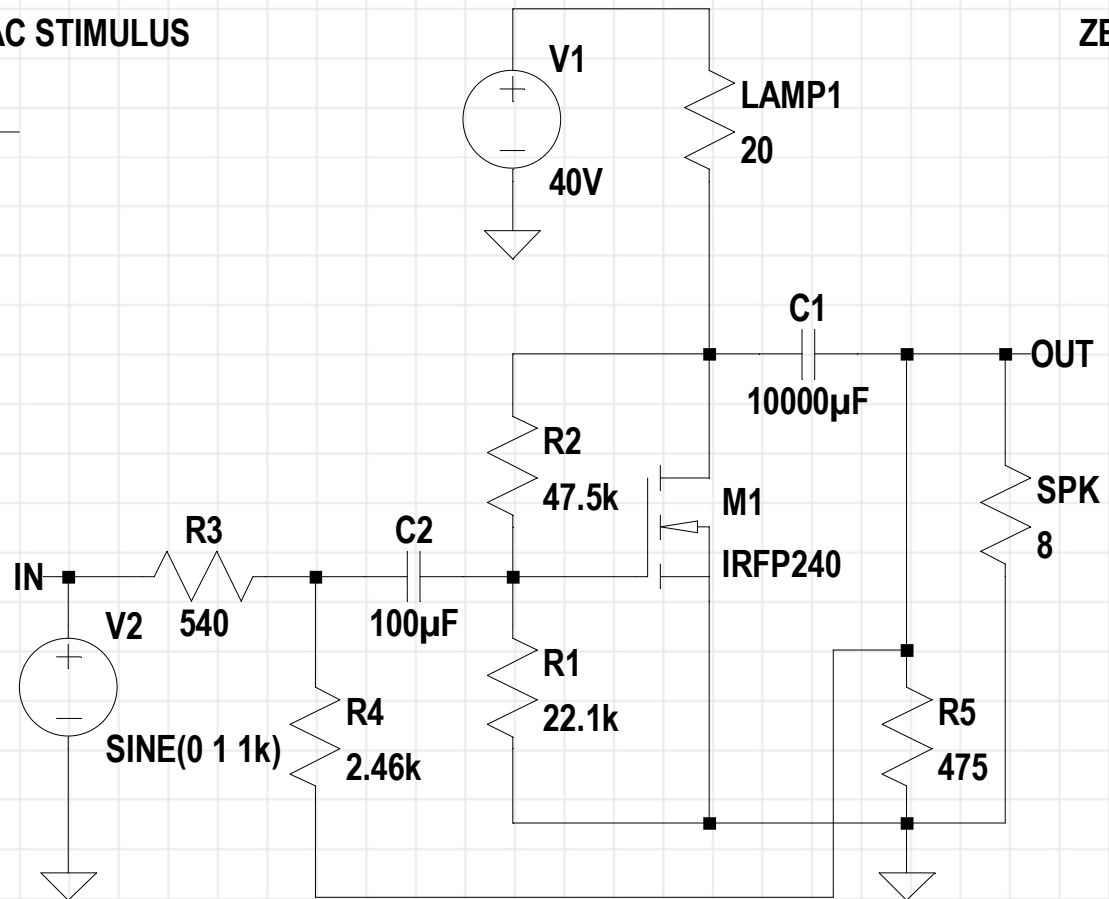 AC STIMULUS
ZE
V1
LAMP1
20
40V
C1
OUT
10000µF
R2
47.5k
M1
SPK
8
R3
C2
IRFP240
IN
540
100µF
V2
R1
22.1k
R4
2.46k
R5
475
SINE(0 1 1k)